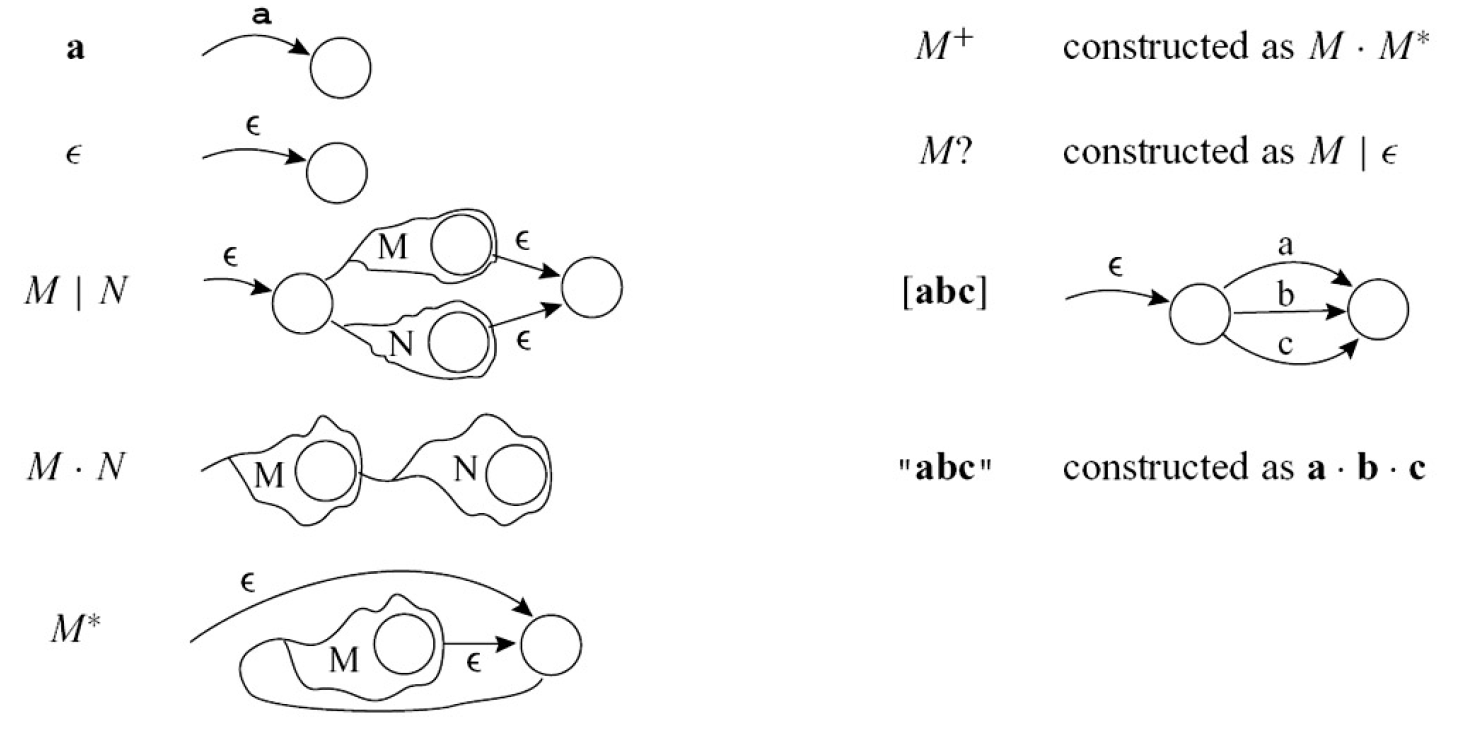 a a
ϵ ϵ
M | N ϵ M ϵ N ϵ
M · N M N
M* ϵ M ϵ
M⁺ constructed as M · M*
M? constructed as M | ϵ
[abc] ϵ a b c
"abc" constructed as a · b · c